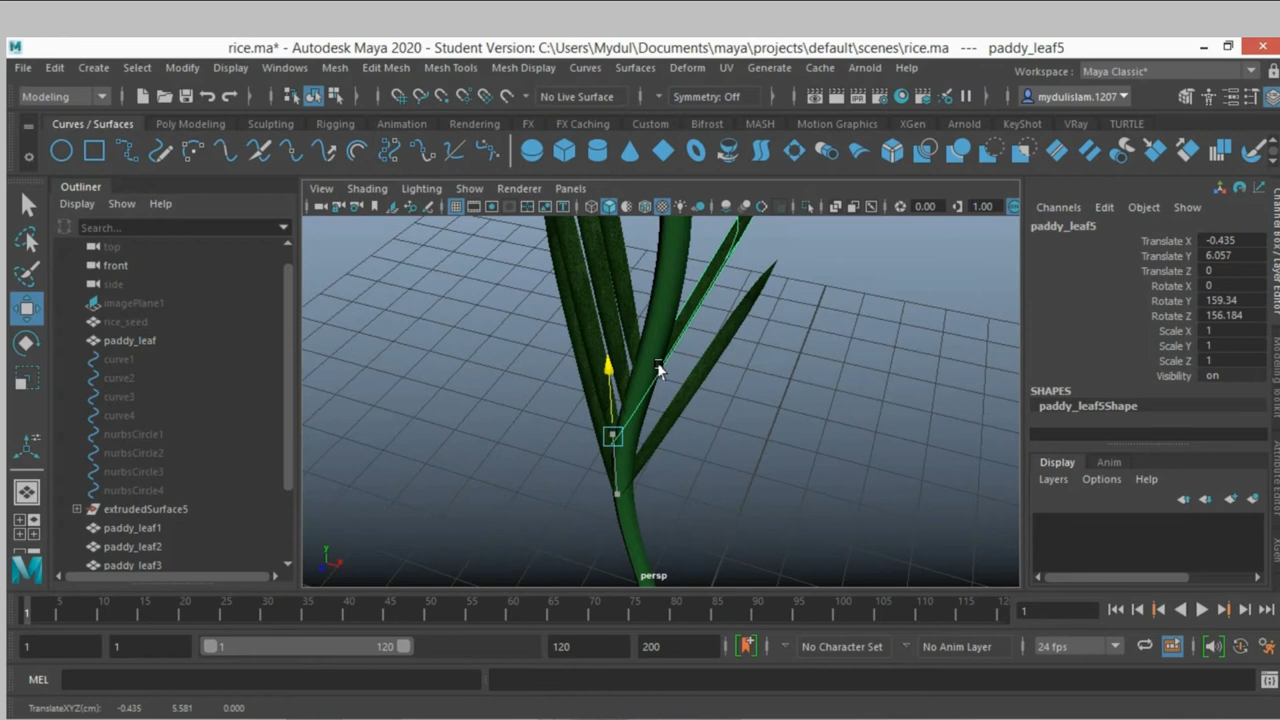 rice.ma* - Autodesk Maya 2020 - Student Version: C:\Users\Mydul\Documents\maya\projects\default\scenes\rice.ma --- paddy_leaf5
File Edit Create Select Modify Display Windows Mesh Edit Mesh Mesh Tools Mesh Display Curves Surfaces Deform UV Generate Cache Arnold Help
Workspace : Maya Classic*
Modeling
No Live Surface
Symmetry: Off
mydulislam.1207
Curves / Surfaces Poly Modeling Sculpting Rigging Animation Rendering FX FX Caching Custom Bifrost MASH Motion Graphics XGen Arnold KeyShot VRay TURTLE
Outliner
Display Show Help
Search...
top
front
side
imagePlane1
rice_seed
paddy_leaf
curve1
curve2
curve3
curve4
nurbsCircle1
nurbsCircle2
nurbsCircle3
nurbsCircle4
extrudedSurface5
paddy_leaf1
paddy_leaf2
paddy_leaf3
View Shading Lighting Show Renderer Panels
0.00 1.00
persp
Channels Edit Object Show
paddy_leaf5
Translate X -0.435
Translate Y 6.057
Translate Z 0
Rotate X 0
Rotate Y 159.34
Rotate Z 156.184
Scale X 1
Scale Y 1
Scale Z 1
Visibility on
SHAPES
paddy_leaf5Shape
Display Anim
Layers Options Help
5 10 15 20 25 30 35 40 45 50 55 60 65 70 75 80 85 90 95 100 105 110 115 12
1
1
1 1 1 120 120 200
No Character Set
No Anim Layer
24 fps
MEL
TranslateXYZ(cm): -0.435 5.581 0.000